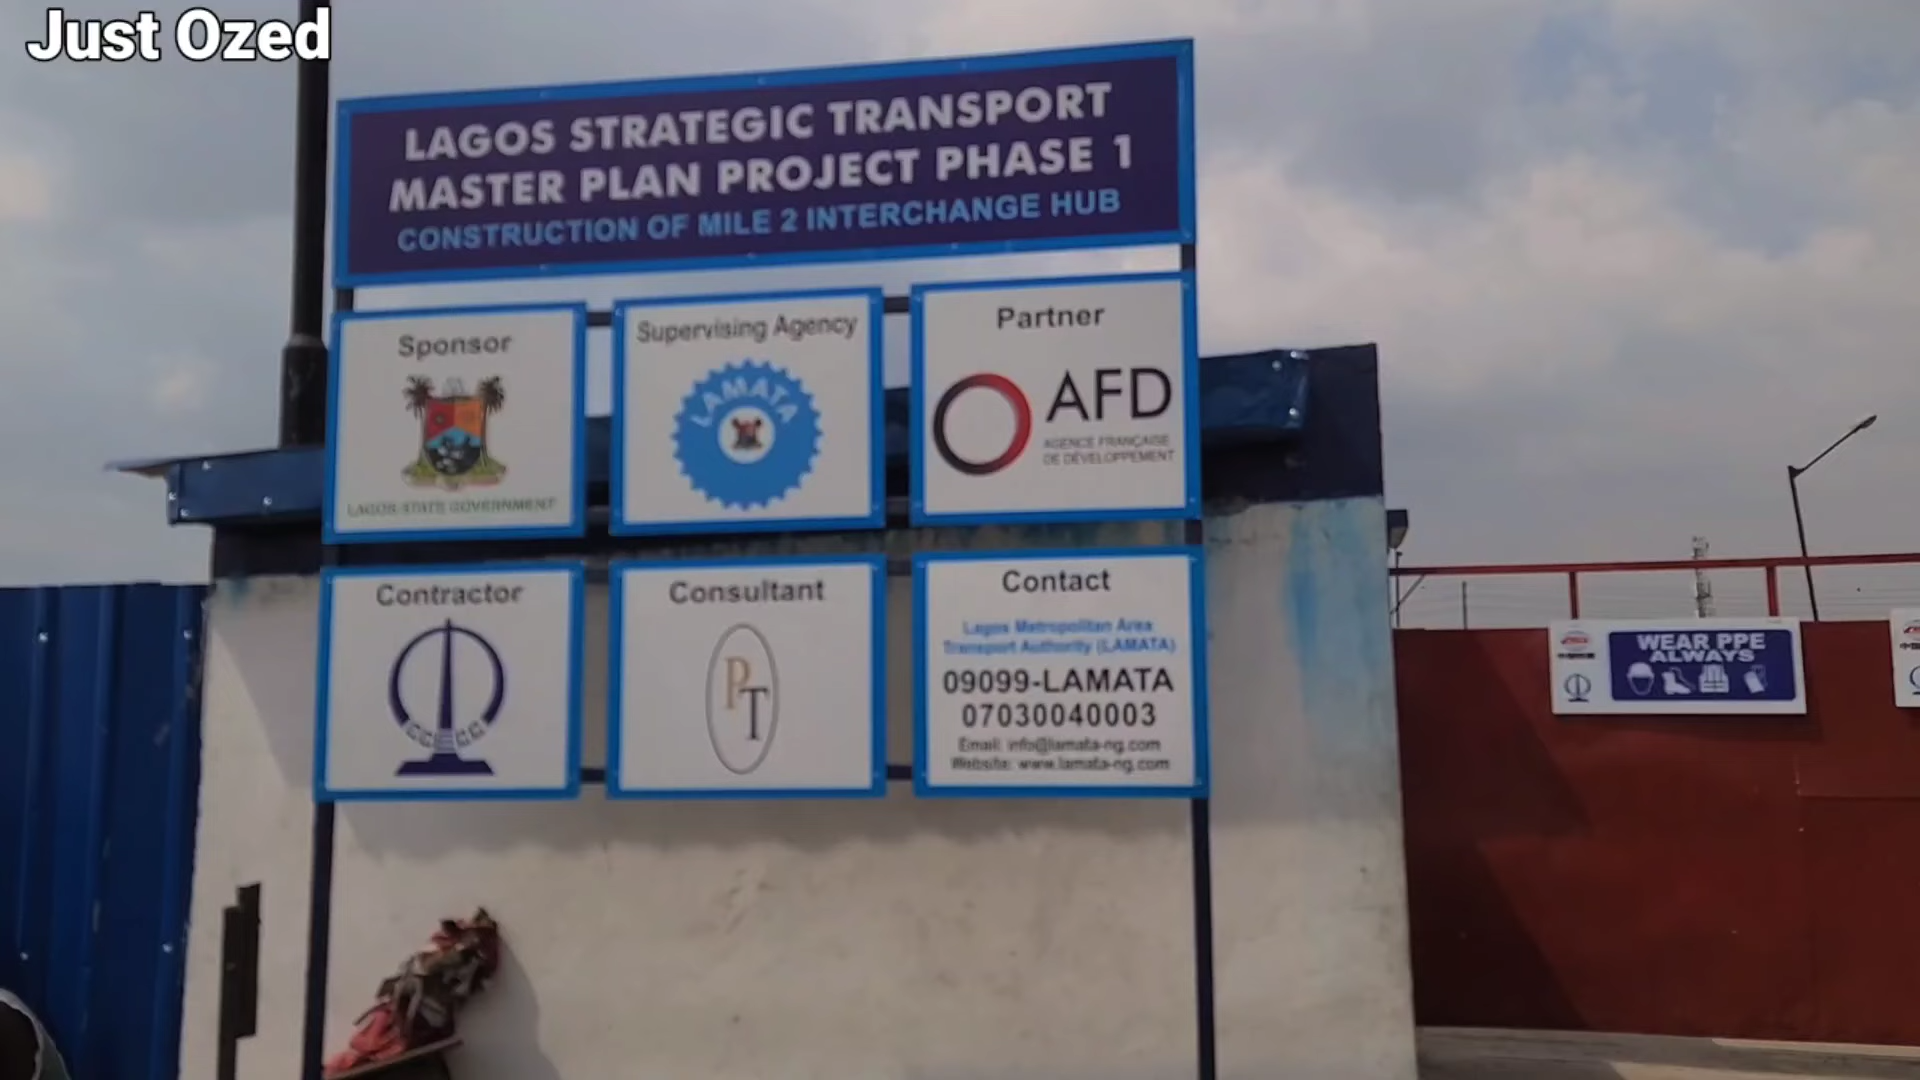 Just Ozed
LAGOS STRATEGIC TRANSPORT
MASTER PLAN PROJECT PHASE 1
CONSTRUCTION OF MILE 2 INTERCHANGE HUB
Sponsor
LAGOS STATE GOVERNMENT
Supervising Agency
LAMATA
Partner
AFD
AGENCE FRANÇAISE
DE DÉVELOPPEMENT
Contractor
Consultant
PT
Contact
Lagos Metropolitan Area
Transport Authority (LAMATA)
09099-LAMATA
07030040003
Email: info@lamata-ng.com
Website: www.lamata-ng.com
WEAR PPE
ALWAYS